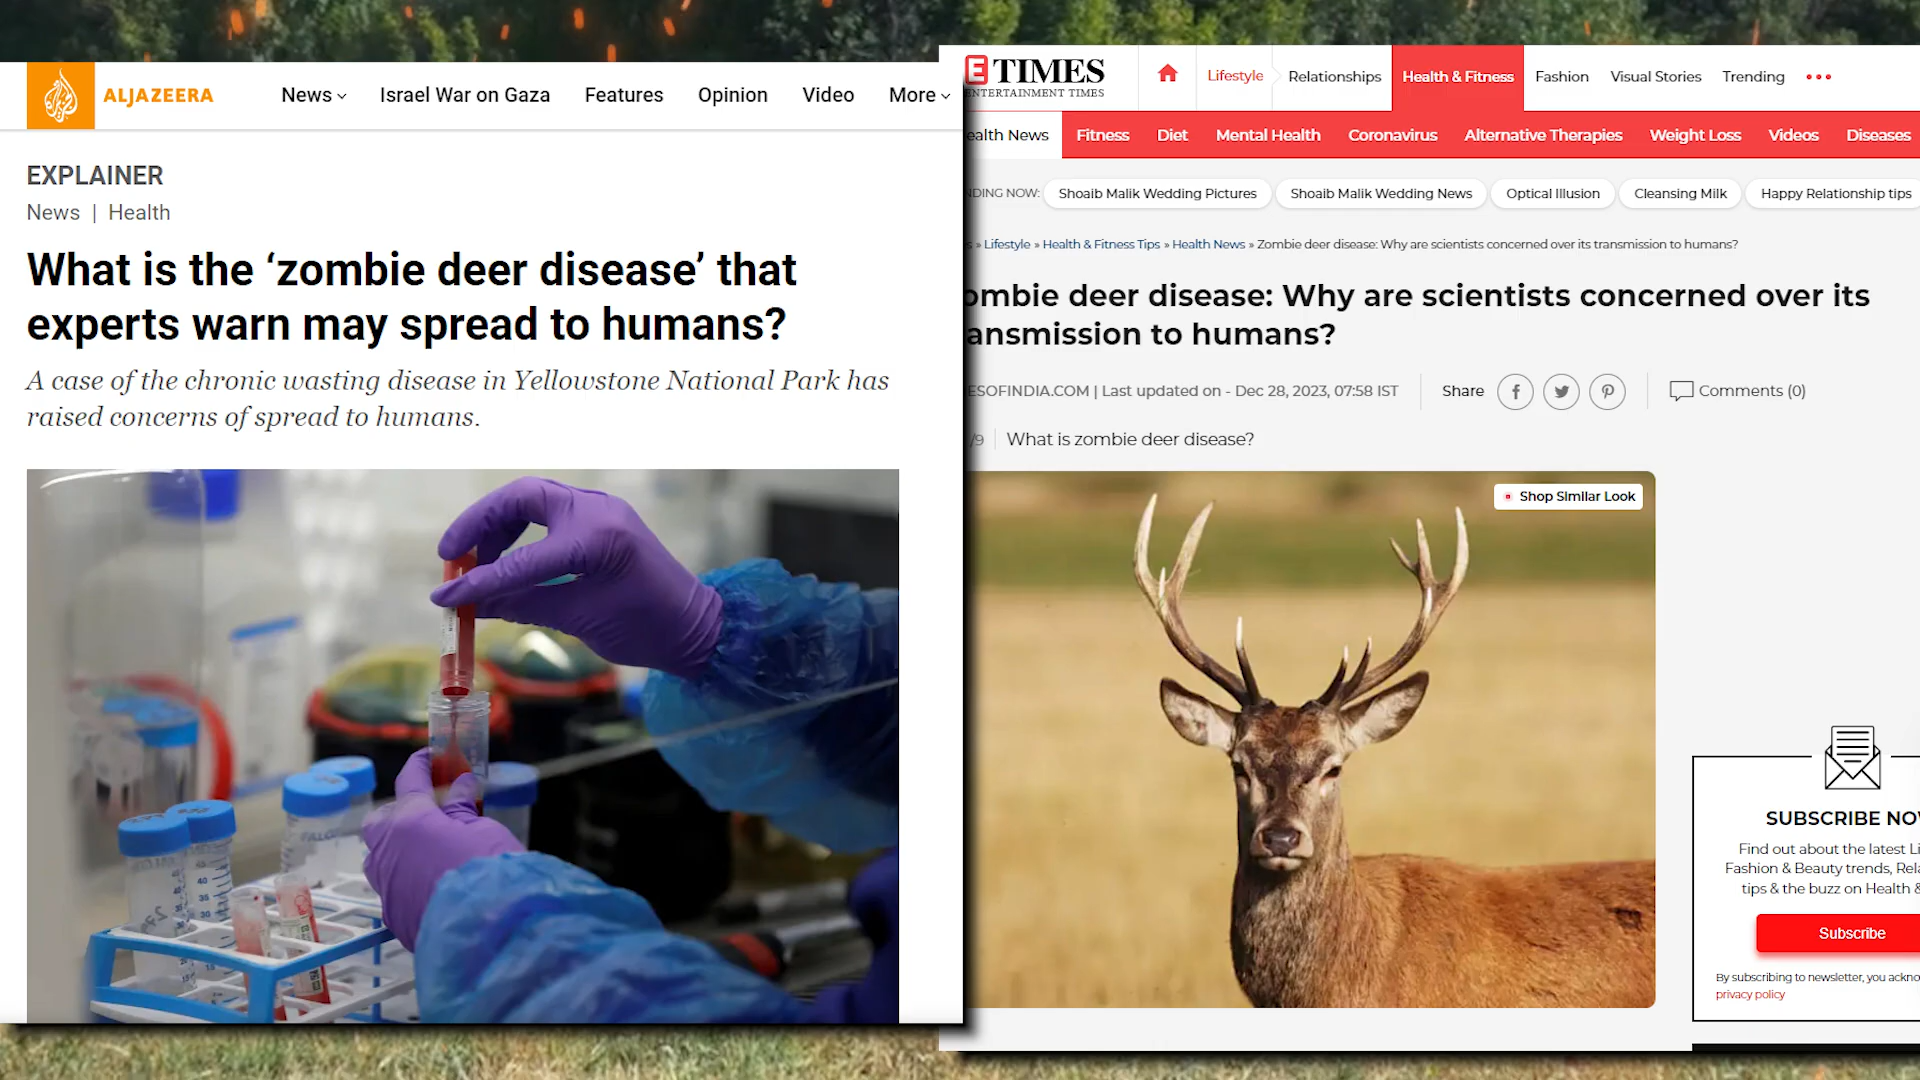 ALJAZEERA
News
Israel War on Gaza
Features
Opinion
Video
More
EXPLAINER
News | Health
What is the ‘zombie deer disease’ that
experts warn may spread to humans?
A case of the chronic wasting disease in Yellowstone National Park has
raised concerns of spread to humans.
E TIMES
ENTERTAINMENT TIMES
Lifestyle
Relationships
Health & Fitness
Fashion
Visual Stories
Trending
ealth News
Fitness
Diet
Mental Health
Coronavirus
Alternative Therapies
Weight Loss
Videos
Diseases
NDING NOW:
Shoaib Malik Wedding Pictures
Shoaib Malik Wedding News
Optical Illusion
Cleansing Milk
Happy Relationship tips
s » Lifestyle » Health & Fitness Tips » Health News » Zombie deer disease: Why are scientists concerned over its transmission to humans?
ombie deer disease: Why are scientists concerned over its
ansmission to humans?
ESOFINDIA.COM | Last updated on - Dec 28, 2023, 07:58 IST
Share
Comments (0)
/9 | What is zombie deer disease?
Shop Similar Look
SUBSCRIBE NO
Find out about the latest Li
Fashion & Beauty trends, Rela
tips & the buzz on Health &
Subscribe
By subscribing to newsletter, you ackno
privacy policy